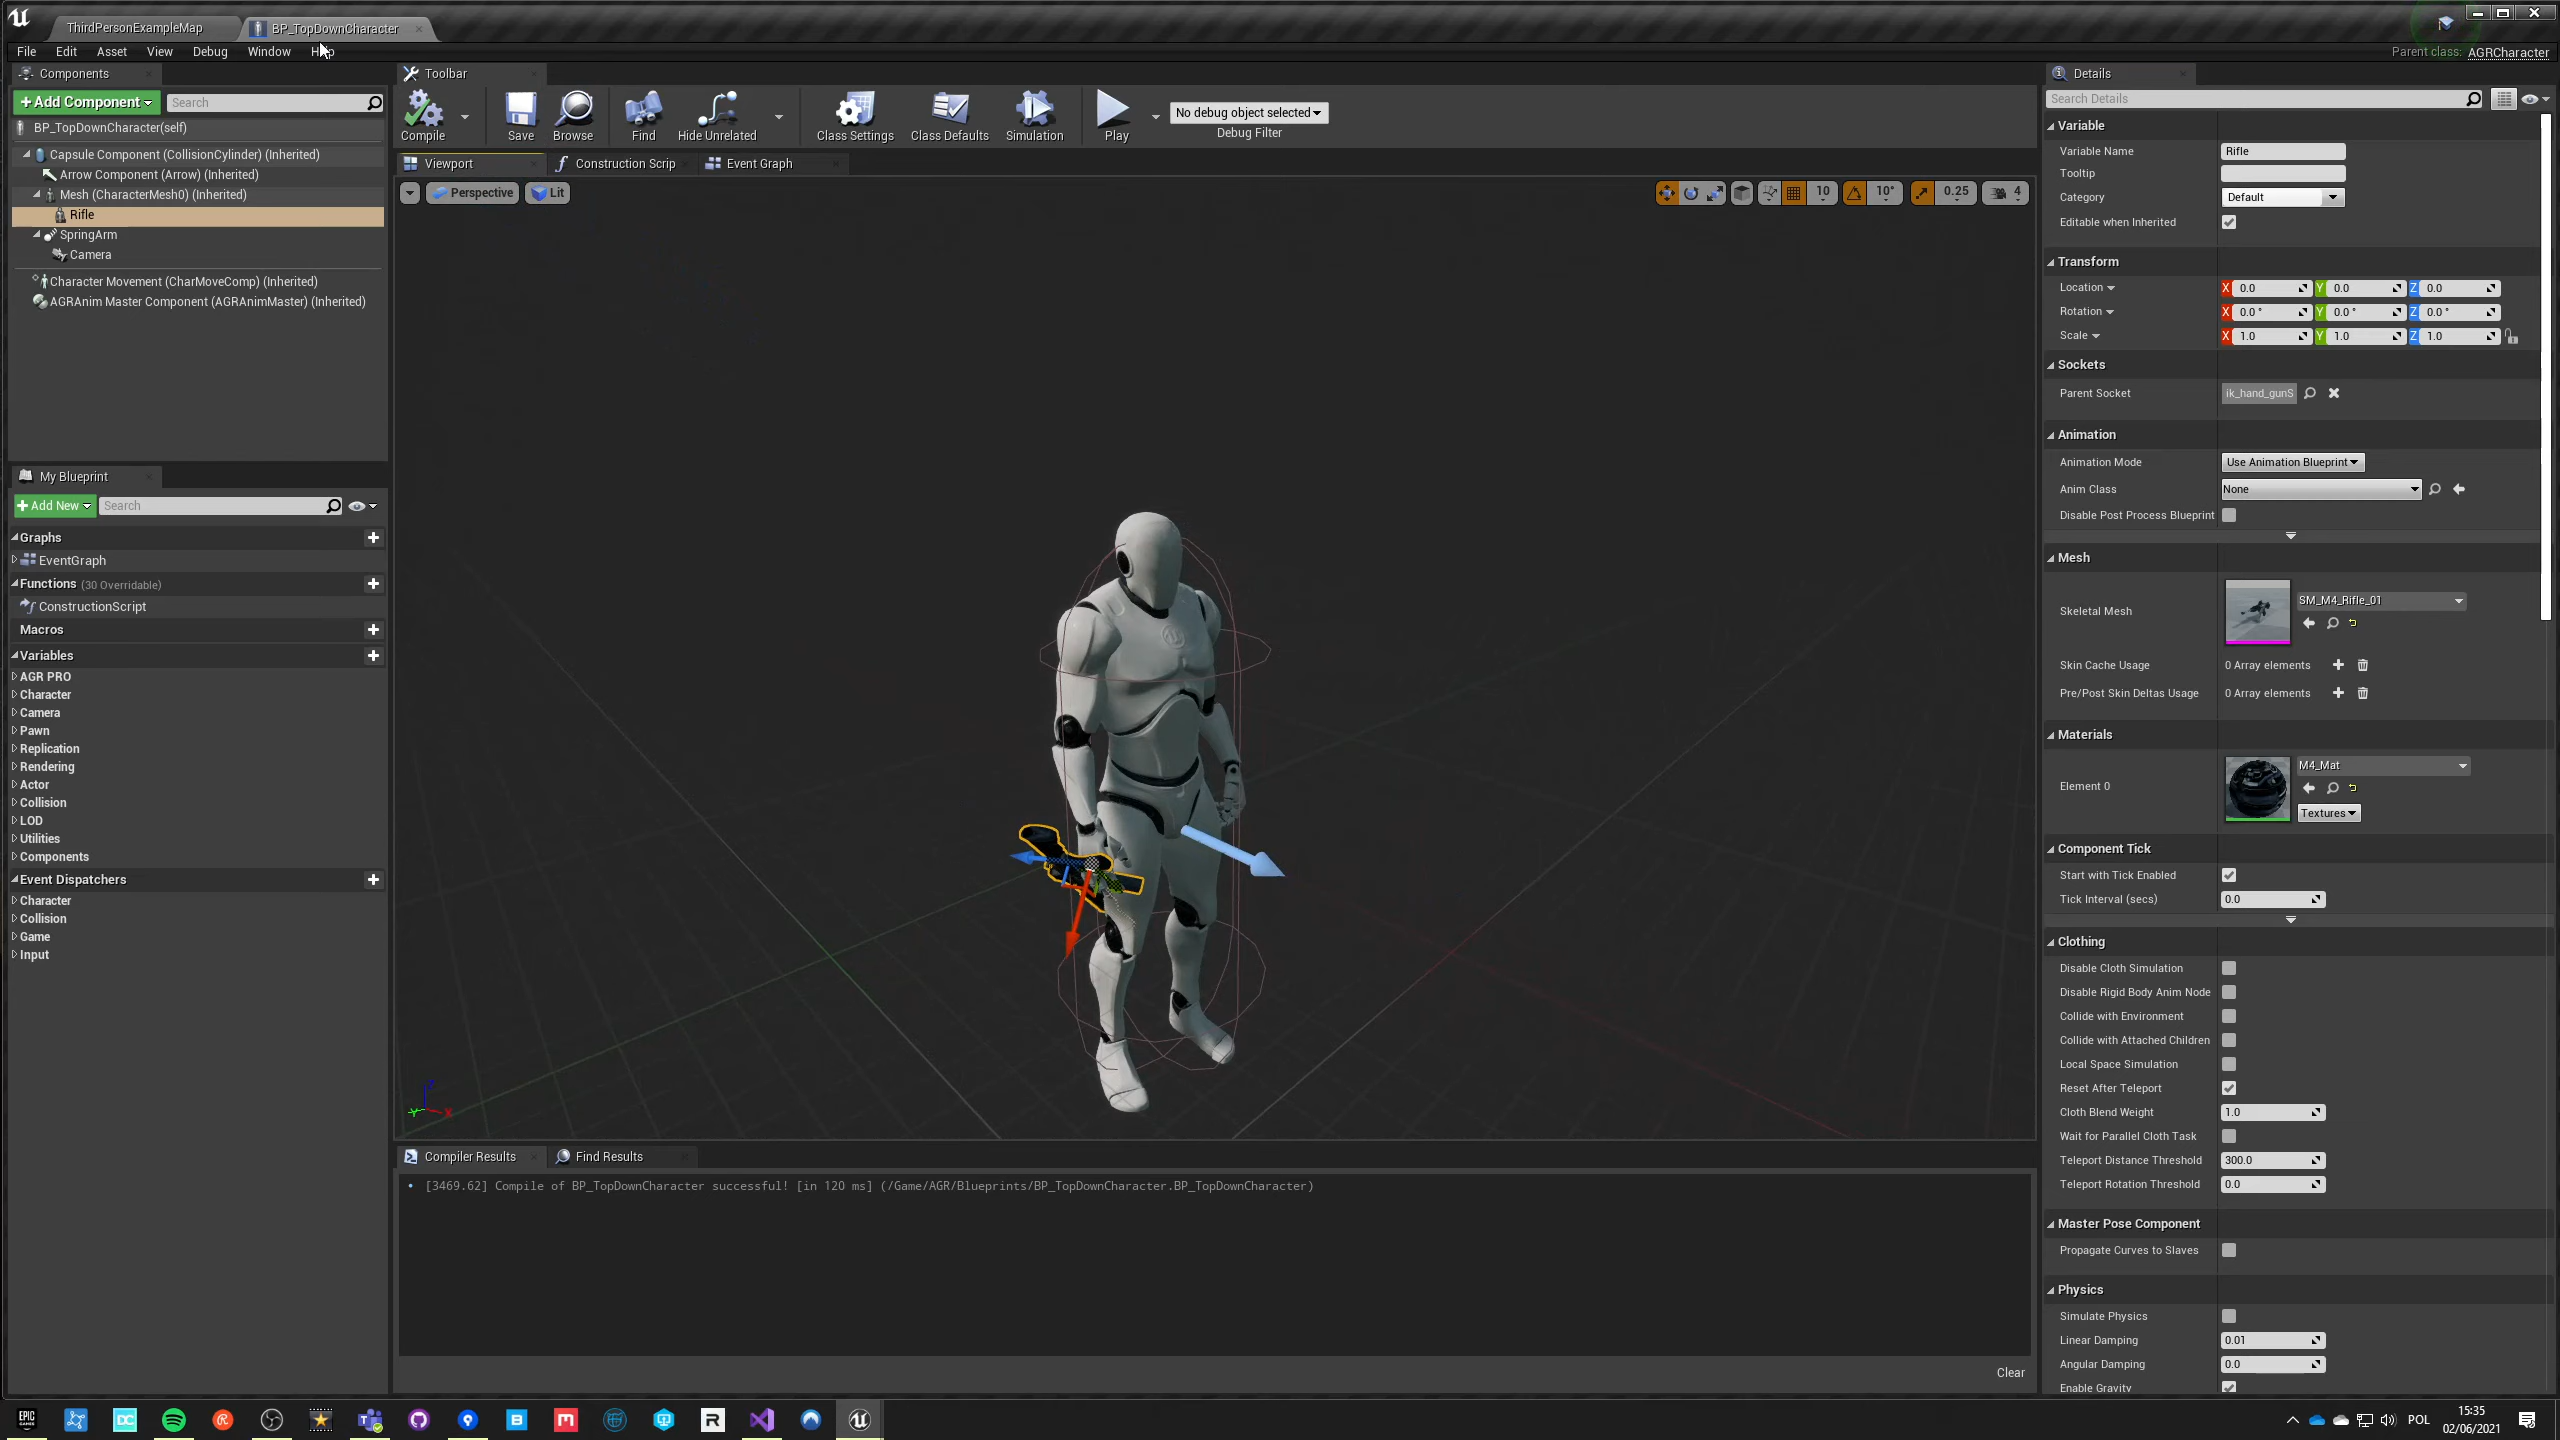 ThirdPersonExampleMap
BP_TopDownCharacter
File Edit Asset View Debug Window
Parent class: AGRCharacter
Components
Add Component
Search
BP_TopDownCharacter(self)
Capsule Component (CollisionCylinder) (Inherited)
Arrow Component (Arrow) (Inherited)
Mesh (CharacterMesh0) (Inherited)
Rifle
SpringArm
Camera
Character Movement (CharMoveComp) (Inherited)
AGRAnim Master Component (AGRAnimMaster) (Inherited)
My Blueprint
Add New
Search
Graphs
EventGraph
Functions (30 Overridable)
ConstructionScript
Macros
Variables
AGR PRO
Character
Camera
Pawn
Replication
Rendering
Actor
Collision
LOD
Utilities
Components
Event Dispatchers
Character
Collision
Game
Input
Toolbar
Compile
Save
Browse
Find
Hide Unrelated
Class Settings
Class Defaults
Simulation
Play
No debug object selected
Debug Filter
Viewport
Construction Scrip
Event Graph
Perspective
Lit
10
10°
0.25
4
Compiler Results
Find Results
[3469.62] Compile of BP_TopDownCharacter successful! [in 120 ms] (/Game/AGR/Blueprints/BP_TopDownCharacter.BP_TopDownCharacter)
Clear
Details
Search Details
Variable
Variable Name Rifle
Tooltip
Category Default
Editable when Inherited
Transform
Location X 0.0 Y 0.0 Z 0.0
Rotation X 0.0 ° Y 0.0 ° Z 0.0 °
Scale X 1.0 Y 1.0 Z 1.0
Sockets
Parent Socket ik_hand_gunS
Animation
Animation Mode Use Animation Blueprint
Anim Class None
Disable Post Process Blueprint
Mesh
Skeletal Mesh SM_M4_Rifle_01
Skin Cache Usage 0 Array elements
Pre/Post Skin Deltas Usage 0 Array elements
Materials
Element 0 M4_Mat
Textures
Component Tick
Start with Tick Enabled
Tick Interval (secs) 0.0
Clothing
Disable Cloth Simulation
Disable Rigid Body Anim Node
Collide with Environment
Collide with Attached Children
Local Space Simulation
Reset After Teleport
Cloth Blend Weight 1.0
Wait for Parallel Cloth Task
Teleport Distance Threshold 300.0
Teleport Rotation Threshold 0.0
Master Pose Component
Propagate Curves to Slaves
Physics
Simulate Physics
Linear Damping 0.01
Angular Damping 0.0
Enable Gravity
EPIC
DC
B
M
R
POL
15:35
02/06/2021